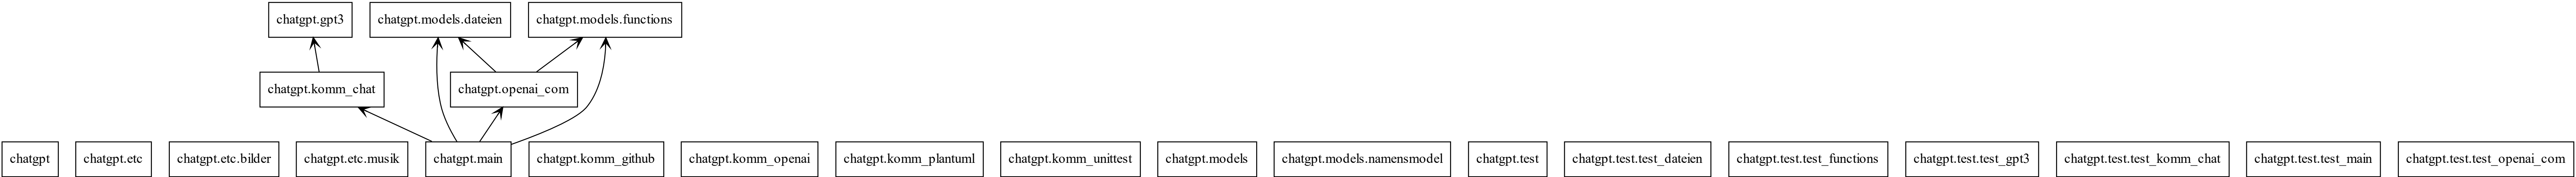 chatgpt.gpt3
chatgpt.models.dateien
chatgpt.models.functions
chatgpt.komm_chat
chatgpt.openai_com
chatgpt
chatgpt.etc
chatgpt.etc.bilder
chatgpt.etc.musik
chatgpt.main
chatgpt.komm_github
chatgpt.komm_openai
chatgpt.komm_plantuml
chatgpt.komm_unittest
chatgpt.models
chatgpt.models.namensmodel
chatgpt.test
chatgpt.test.test_dateien
chatgpt.test.test_functions
chatgpt.test.test_gpt3
chatgpt.test.test_komm_chat
chatgpt.test.test_main
chatgpt.test.test_openai_com